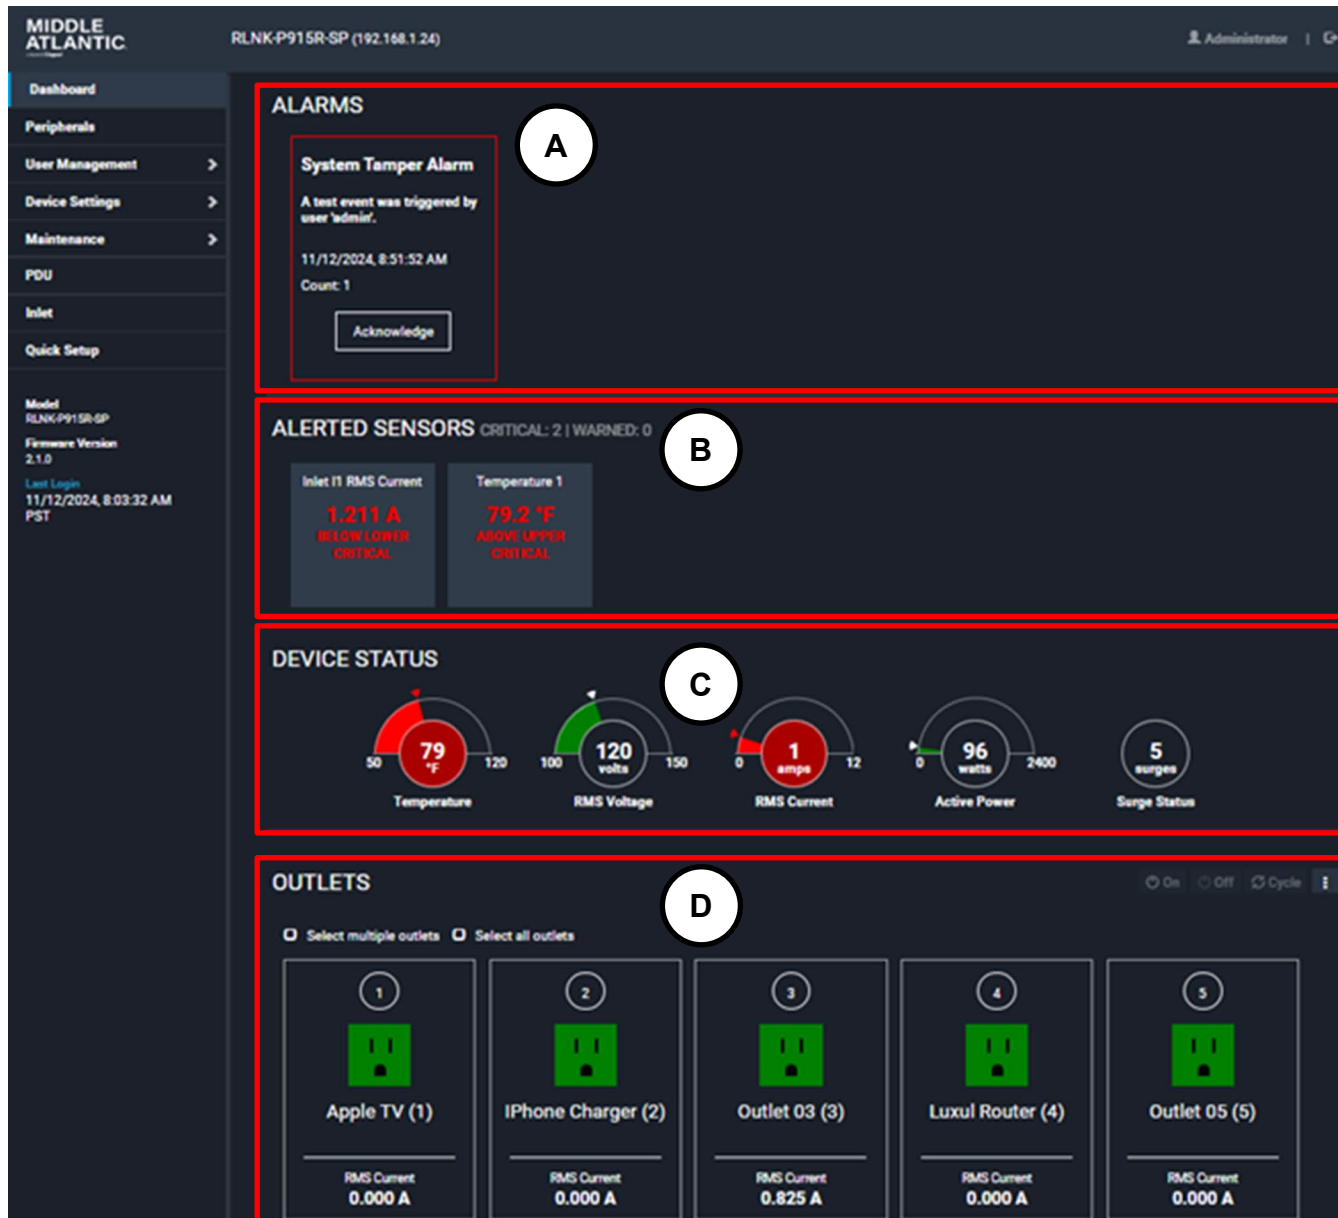 MIDDLE
ATLANTIC
RLNK-P915R-SP (192.168.1.24)
Administrator |
Dashboard
Peripherals
User Management
Device Settings
Maintenance
PDU
Inlet
Quick Setup
Model
RLNK-P915R-SP
Firmware Version
2.1.0
Last Login
11/12/2024, 8:03:32 AM
PST
ALARMS
A
System Tamper Alarm
A test event was triggered by
user 'admin'.
11/12/2024, 8:51:52 AM
Count: 1
Acknowledge
ALERTED SENSORS CRITICAL: 2 | WARNED: 0
B
Inlet I1 RMS Current
1.211 A
BELOW LOWER
CRITICAL
Temperature 1
79.2 °F
ABOVE UPPER
CRITICAL
DEVICE STATUS
C
79
°F
50 120
Temperature
120
volts
100 150
RMS Voltage
1
amps
0 12
RMS Current
96
watts
0 2400
Active Power
5
surges
Surge Status
OUTLETS
D
On Off Cycle
Select multiple outlets Select all outlets
1
Apple TV (1)
RMS Current
0.000 A
2
IPhone Charger (2)
RMS Current
0.000 A
3
Outlet 03 (3)
RMS Current
0.825 A
4
Luxul Router (4)
RMS Current
0.000 A
5
Outlet 05 (5)
RMS Current
0.000 A